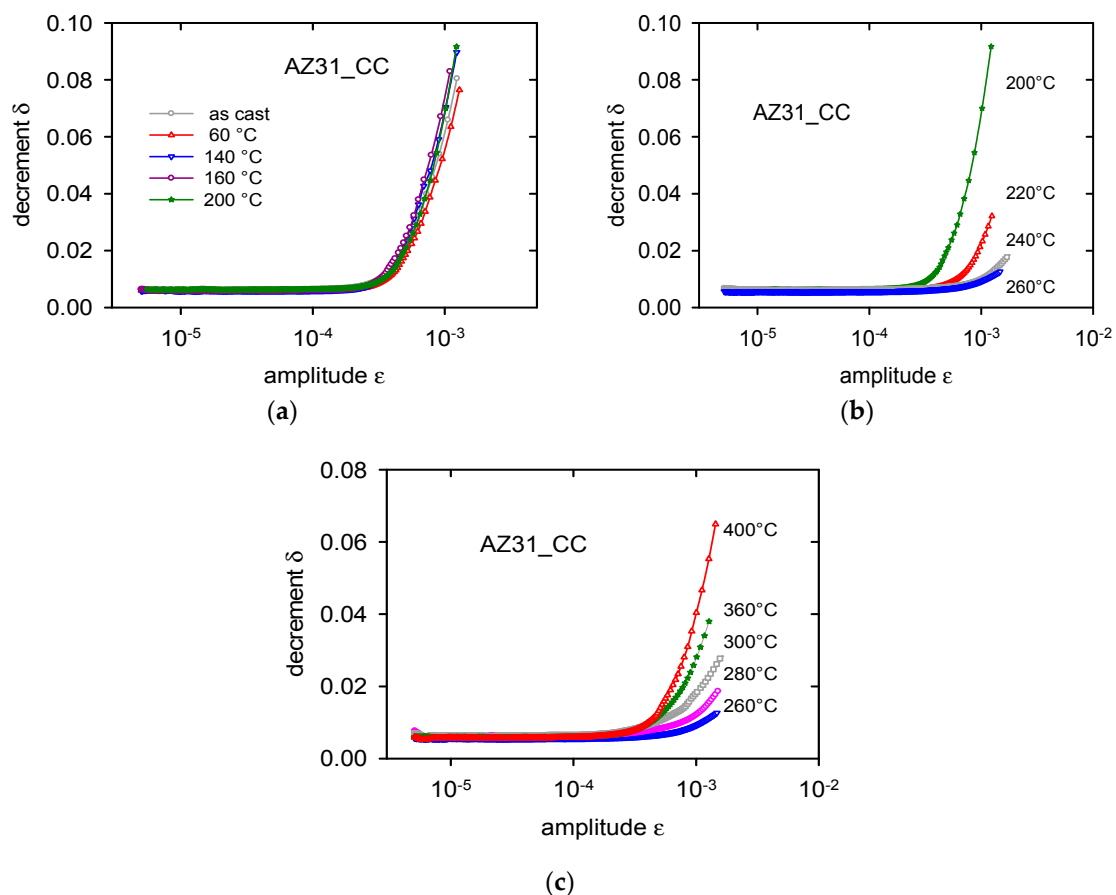 0.10
0.08
0.06
0.04
0.02
0.00
decrement δ
AZ31_CC
as cast
60 °C
140 °C
160 °C
200 °C
10-5
10-4
10-3
amplitude ε
(a)
0.10
0.08
0.06
0.04
0.02
0.00
decrement δ
AZ31_CC
200°C
220°C
240°C
260°C
10-5
10-4
10-3
10-2
amplitude ε
(b)
0.08
0.06
0.04
0.02
0.00
decrement δ
AZ31_CC
400°C
360°C
300°C
280°C
260°C
10-5
10-4
10-3
10-2
amplitude ε
(c)